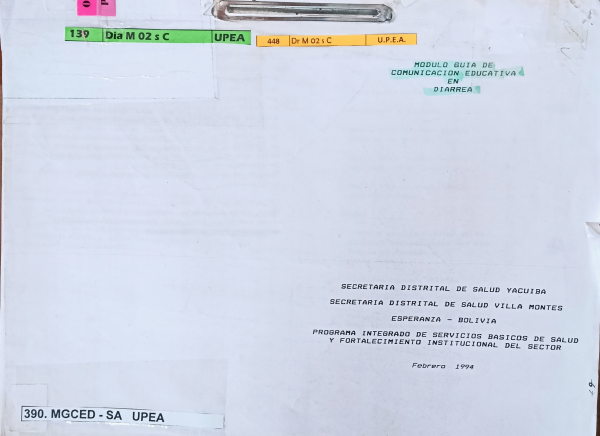 139 Dia M 02 s C UPEA
448 Dr M 02 s C U.P.E.A.
MODULO GUIA DE
COMUNICACION EDUCATIVA
EN
DIARREA
SECRETARIA DISTRITAL DE SALUD YACUIBA
SECRETARIA DISTRITAL DE SALUD VILLA MONTES
ESPERANZA - BOLIVIA
PROGRAMA INTEGRADO DE SERVICIOS BASICOS DE SALUD
Y FORTALECIMIENTO INSTITUCIONAL DEL SECTOR
Febrero 1994
390. MGCED - SA UPEA